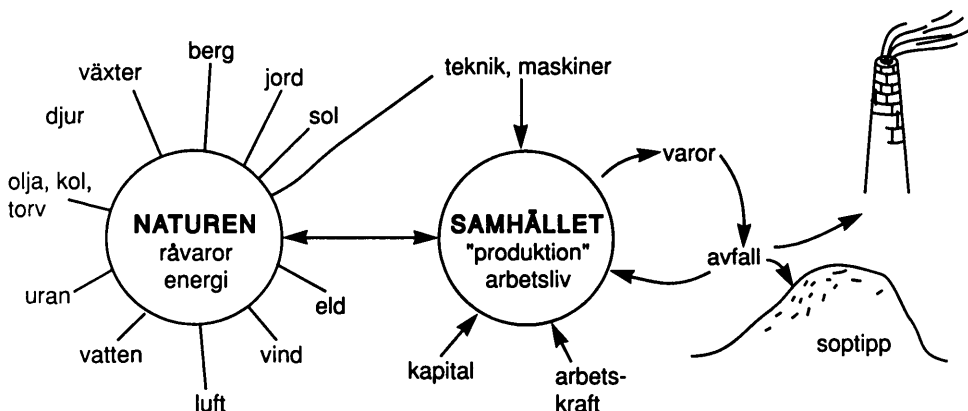 berg
växter
jord
djur
sol
olja, kol,
torv
uran
vatten
luft
vind
eld
NATUREN
råvaror
energi
teknik, maskiner
SAMHÄLLET
"produktion"
arbetsliv
kapital
arbets-
kraft
varor
avfall
soptipp